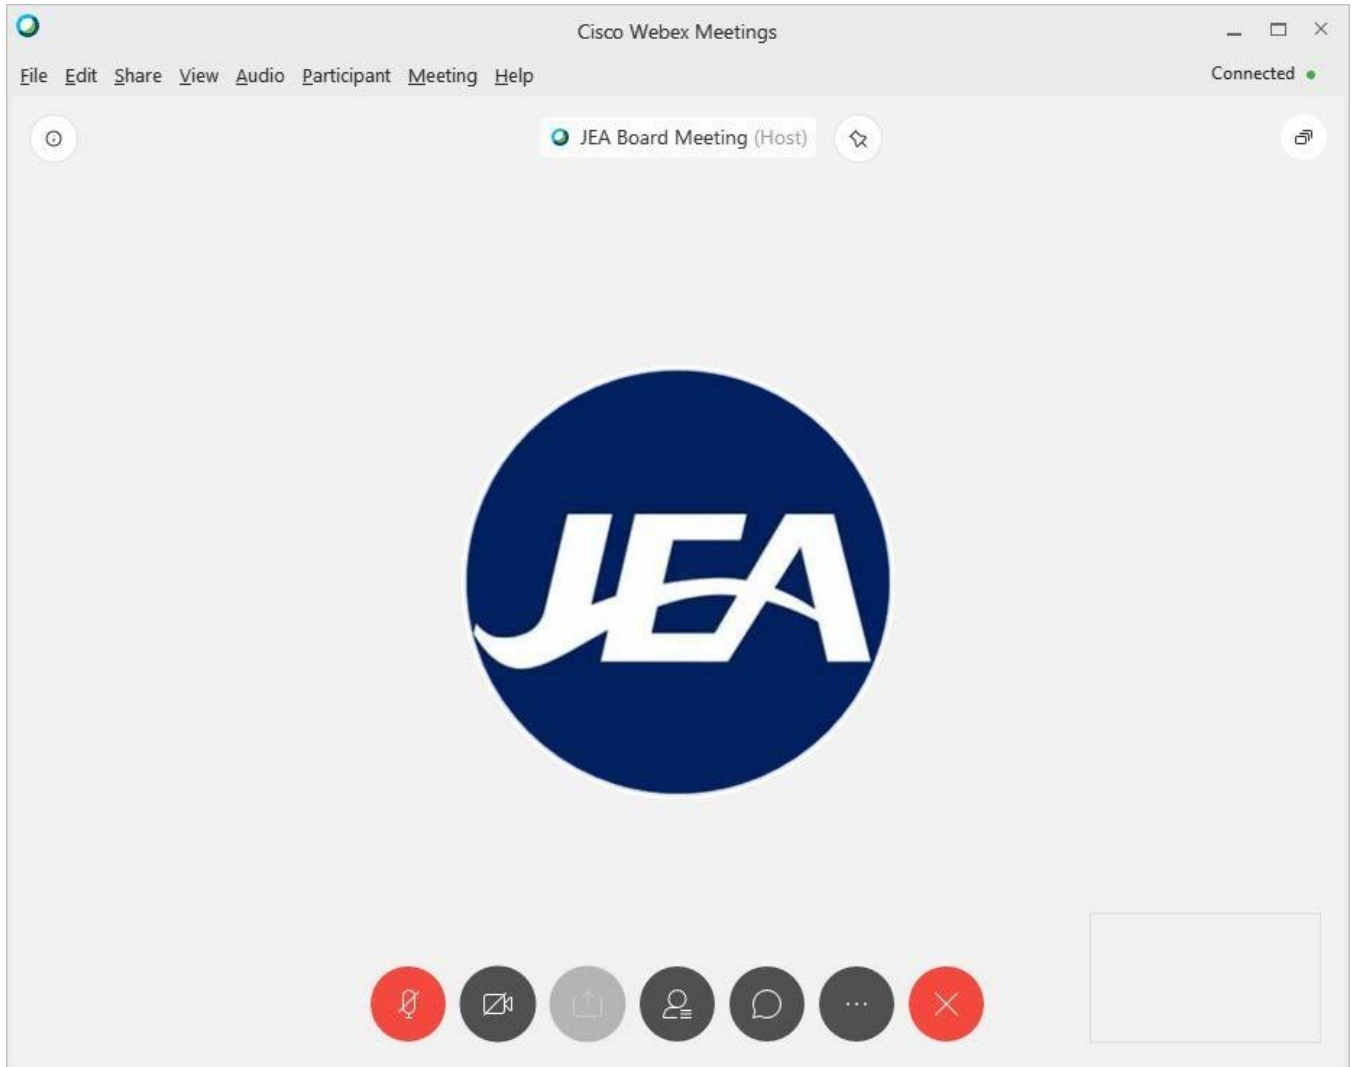 Cisco Webex Meetings
File Edit Share View Audio Participant Meeting Help
Connected
JEA Board Meeting (Host)
JEA